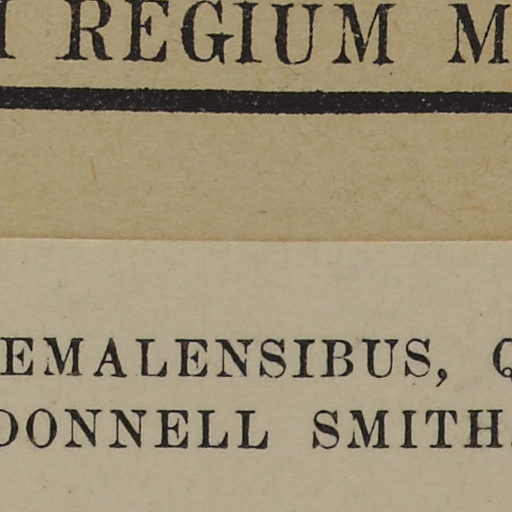 I REGIUM M
EMALENSIBUS, Q
DONNELL SMITH.